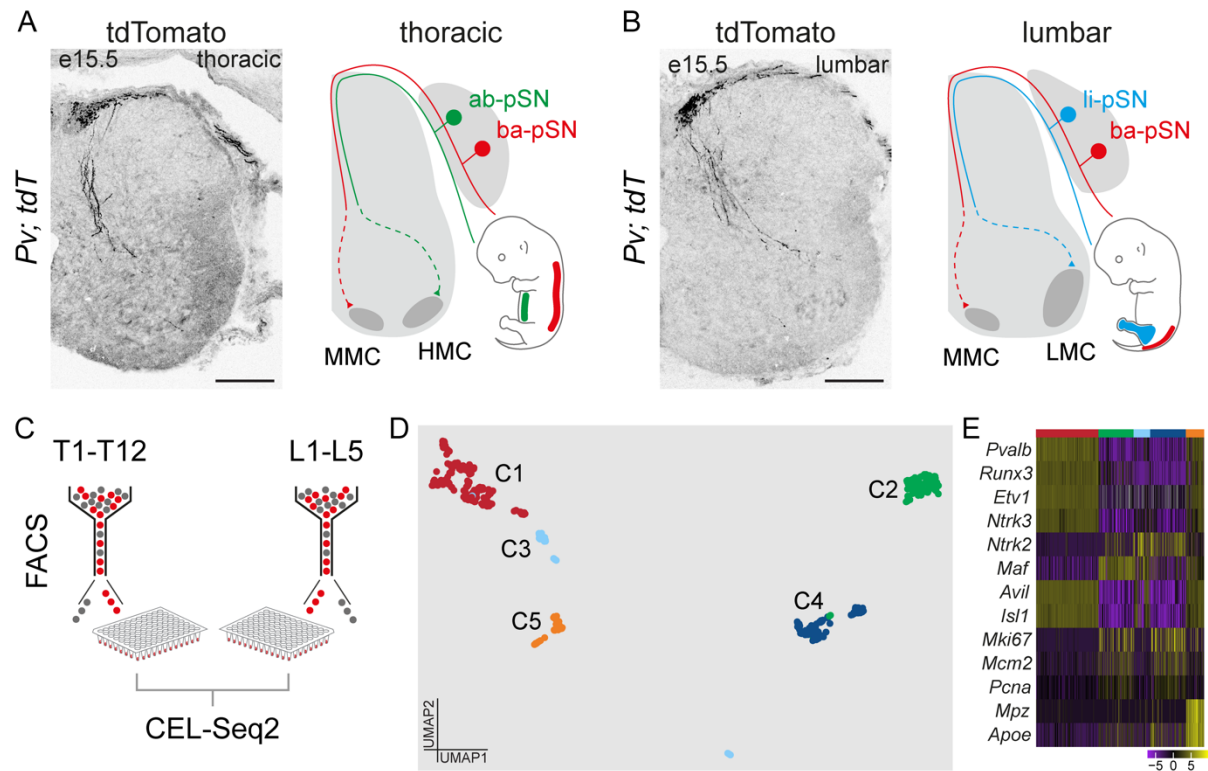 A
tdTomato
thoracic
e15.5
thoracic
Pv; tdT
ab-pSN
ba-pSN
MMC
HMC
B
tdTomato
lumbar
e15.5
lumbar
Pv; tdT
li-pSN
ba-pSN
MMC
LMC
C
T1-T12
L1-L5
FACS
CEL-Seq2
D
C1
C2
C3
C4
C5
UMAP2
UMAP1
E
Pvalb
Runx3
Etv1
Ntrk3
Ntrk2
Maf
Avil
Isl1
Mki67
Mcm2
Pcna
Mpz
Apoe
−5 0 5